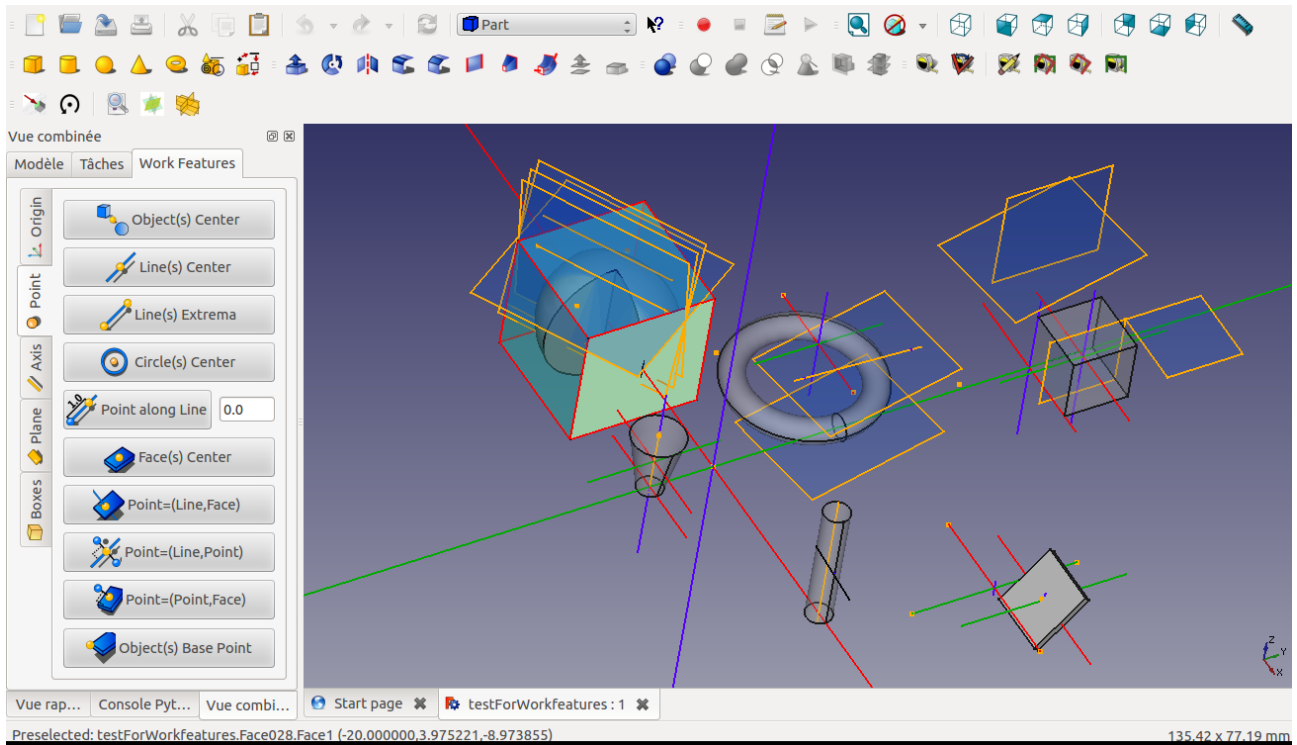 Part
Vue combinée
Modèle Tâches Work Features
Origin
Point
Axis
Plane
Boxes
Object(s) Center
Line(s) Center
Line(s) Extrema
Circle(s) Center
1.0 Point along Line 0.0
Face(s) Center
Point=(Line,Face)
Point=(Line,Point)
Point=(Point,Face)
Object(s) Base Point
Z
Y
X
Vue rap... Console Pyt... Vue combi... Start page testForWorkfeatures : 1
Preselected: testForWorkfeatures.Face028.Face1 (-20.000000,3.975221,-8.973855) 135.42 x 77.19 mm